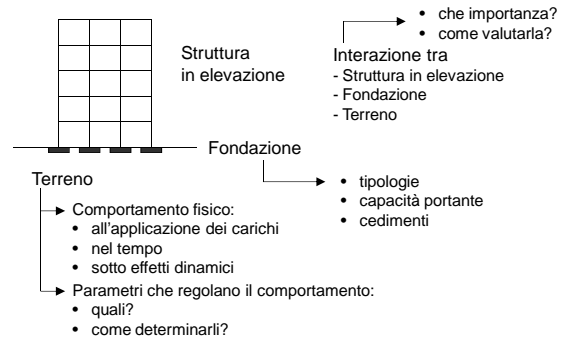 Struttura
in elevazione
• che importanza?
• come valutarla?
Interazione tra
- Struttura in elevazione
- Fondazione
- Terreno
Fondazione
• tipologie
• capacità portante
• cedimenti
Terreno
Comportamento fisico:
• all'applicazione dei carichi
• nel tempo
• sotto effetti dinamici
Parametri che regolano il comportamento:
• quali?
• come determinarli?